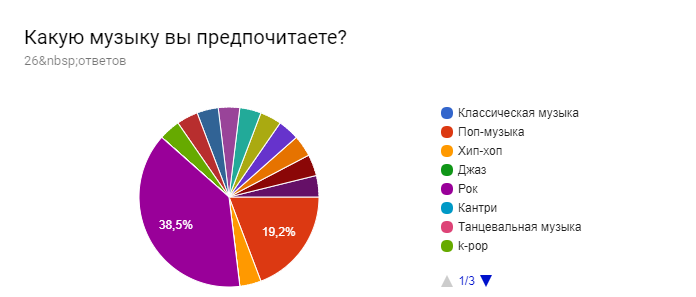 Какую музыку вы предпочитаете?
26&nbsp;ответов
Классическая музыка
Поп-музыка
Хип-хоп
Джаз
Рок
Кантри
Танцевальная музыка
k-pop
38,5%
19,2%
1/3